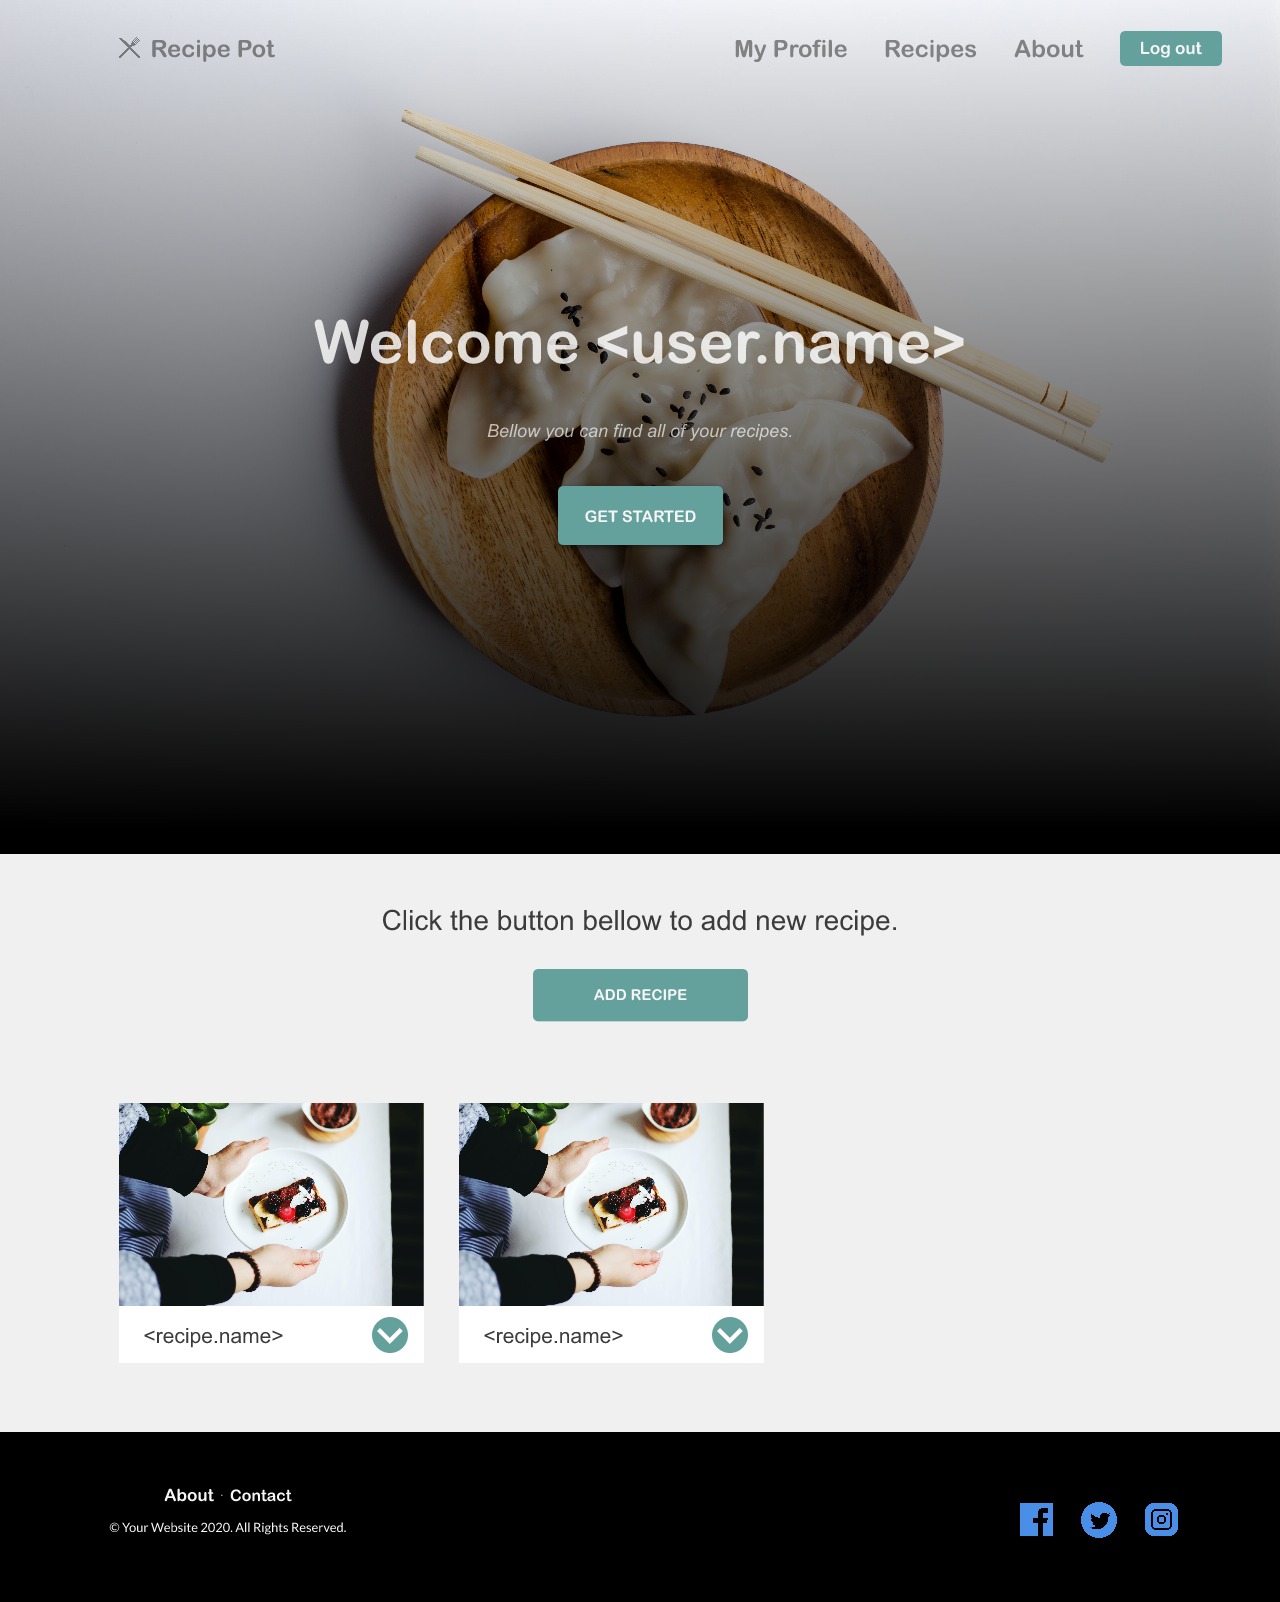 Recipe Pot
My Profile Recipes About Log out
Welcome <user.name>
Bellow you can find all of your recipes.
GET STARTED
Click the button bellow to add new recipe.
ADD RECIPE
<recipe.name>
<recipe.name>
About · Contact
© Your Website 2020. All Rights Reserved.